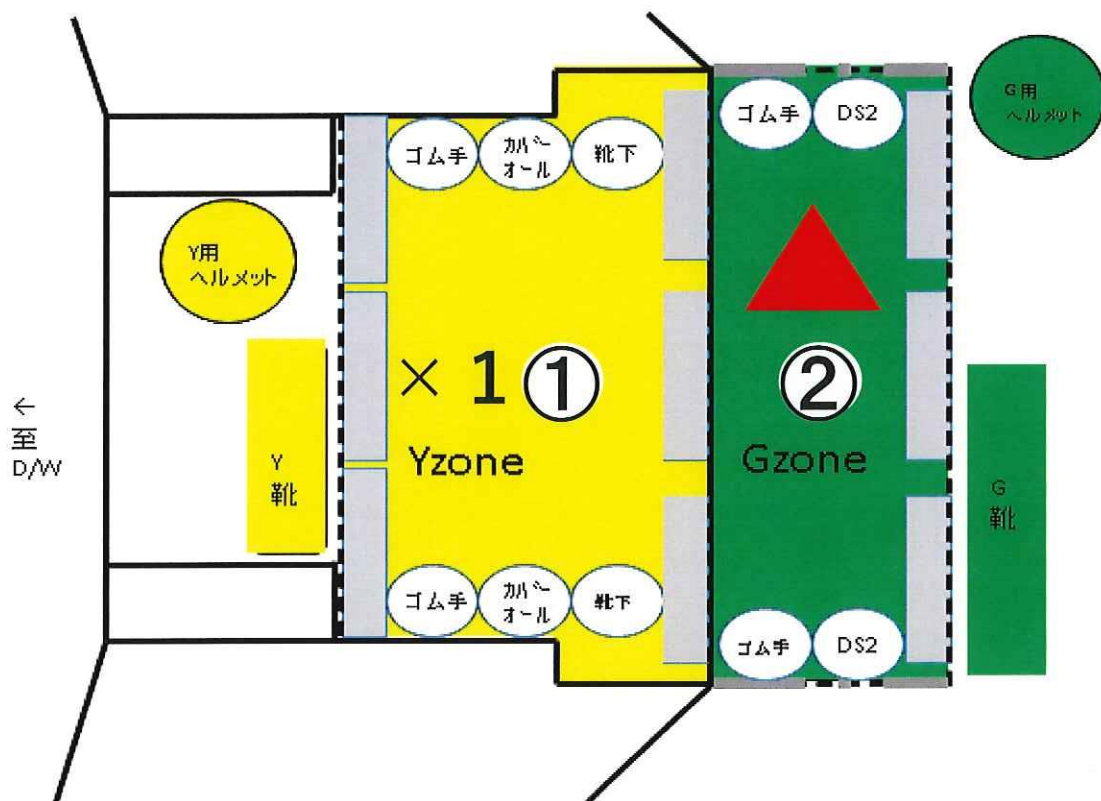 ゴム手
カバー
オール
靴下
ゴム手
DS2
G用
ヘルメット
Y用
ヘルメット
←
至
D/W
Y
靴
× 1 ①
Yzone
②
Gzone
G
靴
ゴム手
カバー
オール
靴下
ゴム手
DS2